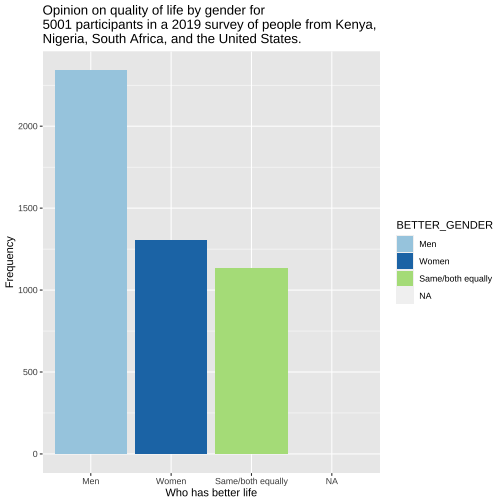 Opinion on quality of life by gender for
5001 participants in a 2019 survey of people from Kenya,
Nigeria, South Africa, and the United States.
2000
1500
1000
500
0
Frequency
Men
Women
Same/both equally
NA
Who has better life
BETTER_GENDER
Men
Women
Same/both equally
NA